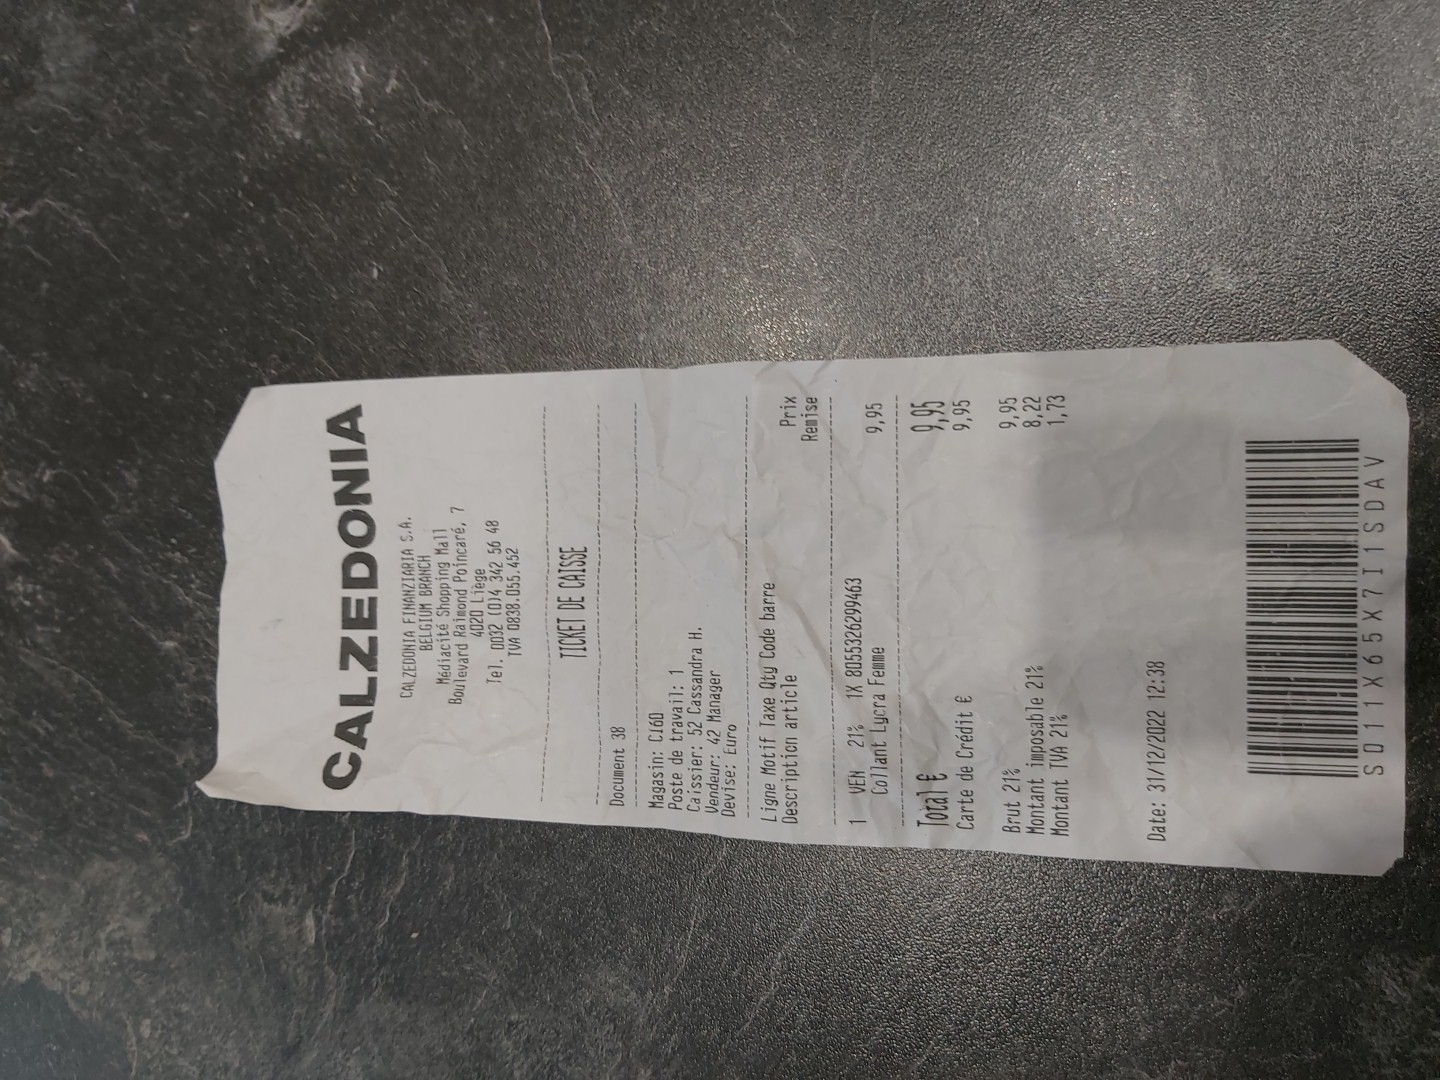 CALZEDONIA
CALZEDONIA FINANZIARIA S.A.
BELGIUM BRANCH
Médiacité Shopping Mall
Boulevard Raimond Poincaré, 7
4020 Liège
Tel. 0032 (0)4 342 56 48
TVA 0838.055.452
TICKET DE CAISSE
Document 38
Magasin: CI6D
Poste de travail: 1
Caissier: 52 Cassandra H.
Vendeur: 42 Manager
Devise: Euro
Ligne Motif Taxe Qty Code barre Prix
Description article Remise
1 VEN 21% 1X 8055326299463 9,95
Collant Lycra Femme
Total € 9,95
Carte de Crédit € 9,95
Brut 21% 9,95
Montant imposable 21% 8,22
Montant TVA 21% 1,73
Date: 31/12/2022 12:38
S011X65X7I1SDAV